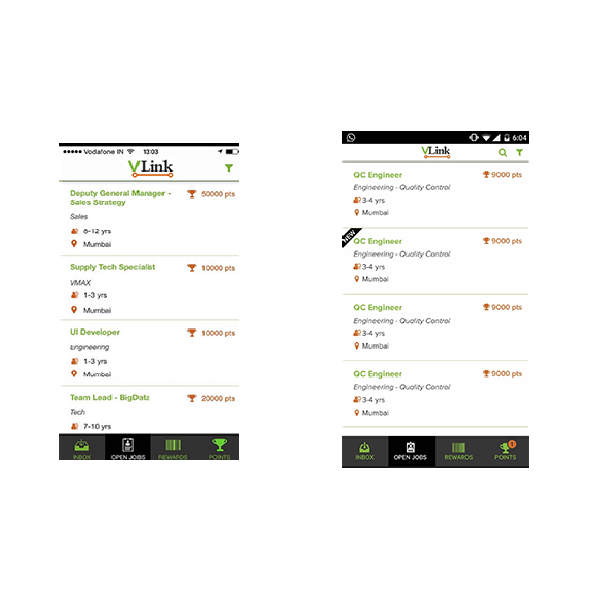 Vodafone IN
13:03
VLink
Deputy General Manager -
Sales Strategy
50000 pts
Sales
8-12 yrs
Mumbai
Supply Tech Specialist
10000 pts
VMAX
1-3 yrs
Mumbai
UI Developer
10000 pts
Engineering
1-3 yrs
Mumbai
Team Lead - BigData
20000 pts
Tech
7-10 yrs
INBOX
OPEN JOBS
REWARDS
POINTS
6:04
VLink
QC Engineer
9000 pts
Engineering - Quality Control
3-4 yrs
Mumbai
NEW
QC Engineer
9000 pts
Engineering - Quality Control
3-4 yrs
Mumbai
QC Engineer
9000 pts
Engineering - Quality Control
3-4 yrs
Mumbai
QC Engineer
9000 pts
Engineering - Quality Control
3-4 yrs
Mumbai
INBOX
OPEN JOBS
REWARDS
1
POINTS